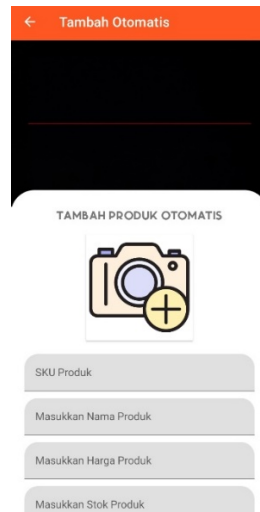 Tambah Otomatis
TAMBAH PRODUK OTOMATIS
SKU Produk
Masukkan Nama Produk
Masukkan Harga Produk
Masukkan Stok Produk